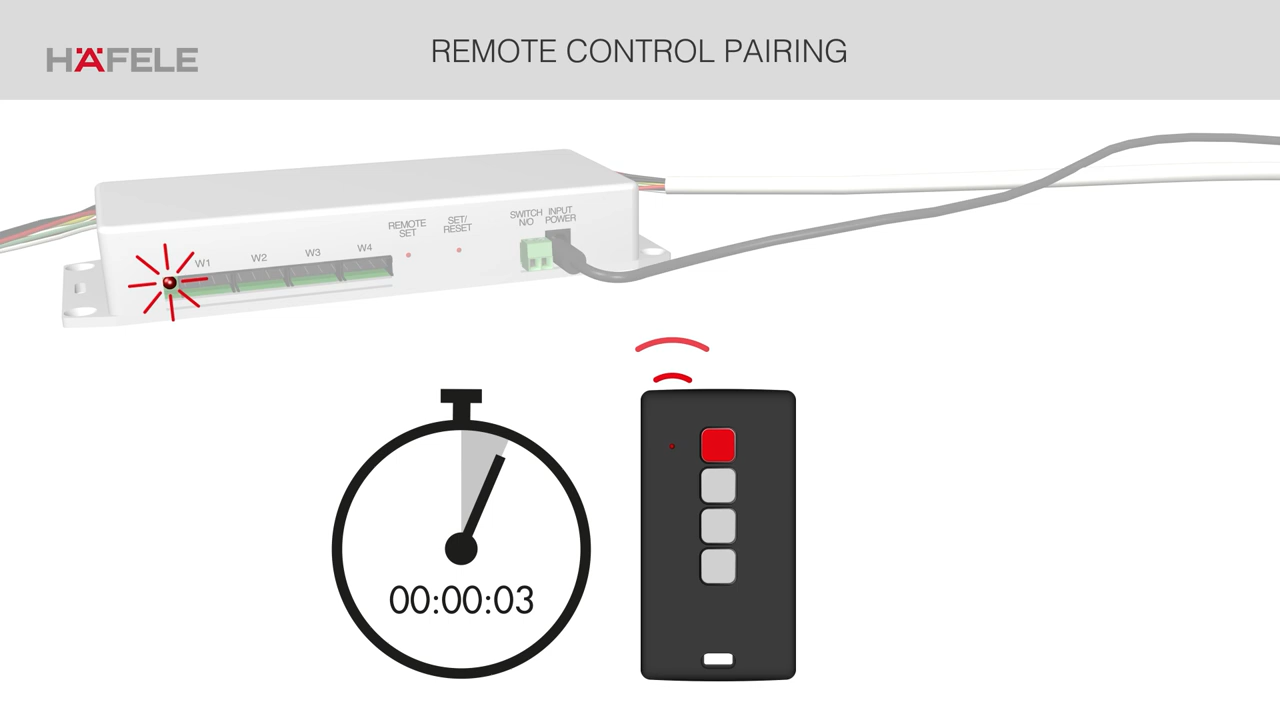 HÄFELE
REMOTE CONTROL PAIRING
REMOTE
SET
SET/
RESET
SWITCH
N/O
INPUT
POWER
W1
W2
W3
W4
00:00:03